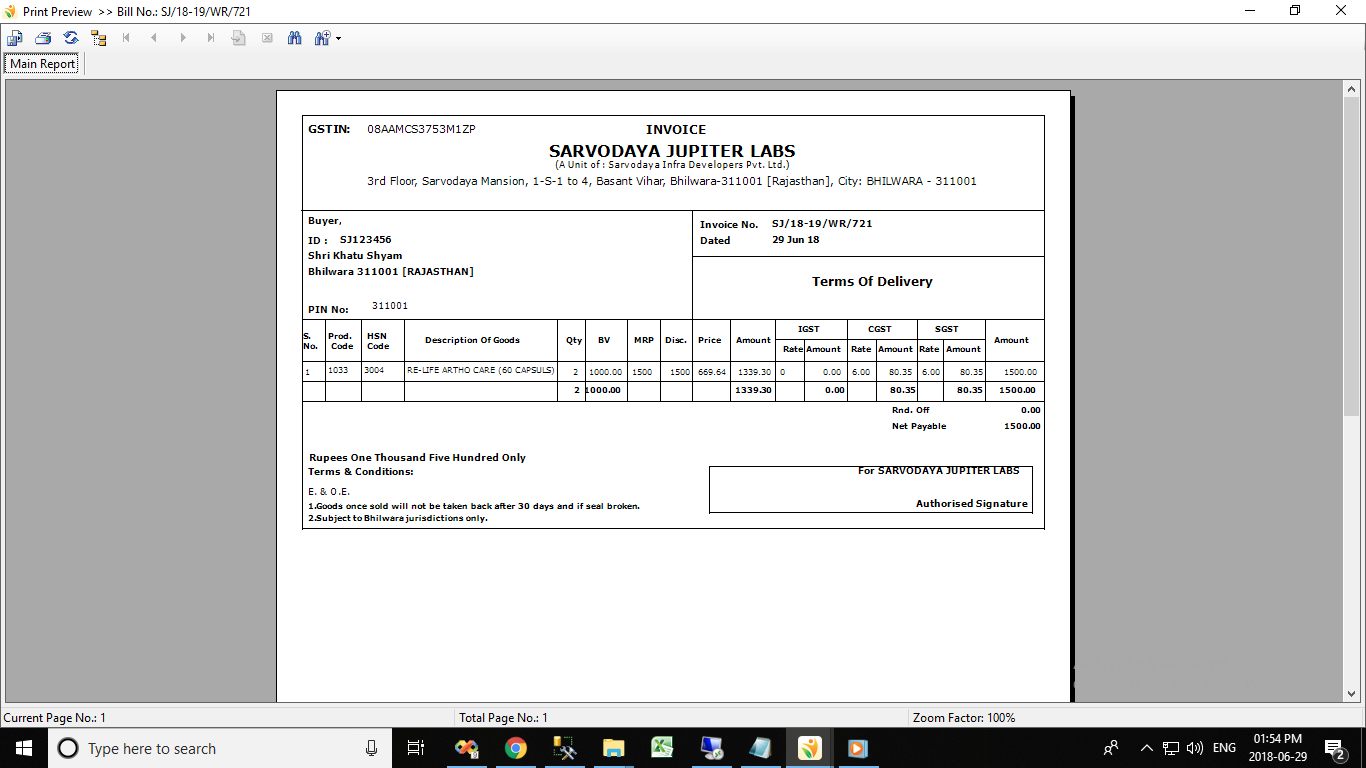 Print Preview >> Bill No.: SJ/18-19/WR/721
Main Report
GSTIN: 08AAMCS3753M1ZP INVOICE
SARVODAYA JUPITER LABS
(A Unit of : Sarvodaya Infra Developers Pvt. Ltd.)
3rd Floor, Sarvodaya Mansion, 1-S-1 to 4, Basant Vihar, Bhilwara-311001 [Rajasthan], City: BHILWARA - 311001
Buyer,
ID : SJ123456
Shri Khatu Shyam
Bhilwara 311001 [RAJASTHAN]
PIN No: 311001
Invoice No. SJ/18-19/WR/721
Dated 29 Jun 18
Terms Of Delivery
S. No. Prod. Code HSN Code Description Of Goods Qty BV MRP Disc. Price Amount IGST CGST SGST Amount
Rate Amount Rate Amount Rate Amount
1 1033 3004 RE-LIFE ARTHO CARE (60 CAPSULS) 2 1000.00 1500 1500 669.64 1339.30 0 0.00 6.00 80.35 6.00 80.35 1500.00
2 1000.00 1339.30 0.00 80.35 80.35 1500.00
Rnd. Off 0.00
Net Payable 1500.00
Rupees One Thousand Five Hundred Only
Terms & Conditions:
E. & O.E.
1.Goods once sold will not be taken back after 30 days and if seal broken.
2.Subject to Bhilwara jurisdictions only.
For SARVODAYA JUPITER LABS
Authorised Signature
Current Page No.: 1 Total Page No.: 1 Zoom Factor: 100%
Type here to search
ENG
01:54 PM
2018-06-29
2